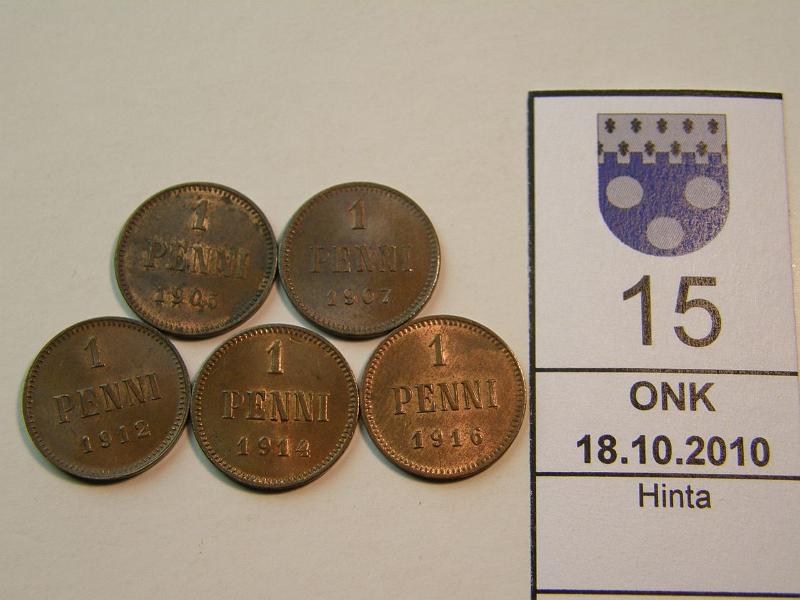 1
PENNI
1905
1
PENNI
1907
1
PENNI
1912
1
PENNI
1914
1
PENNI
1916
15
ONK
18.10.2010
Hinta